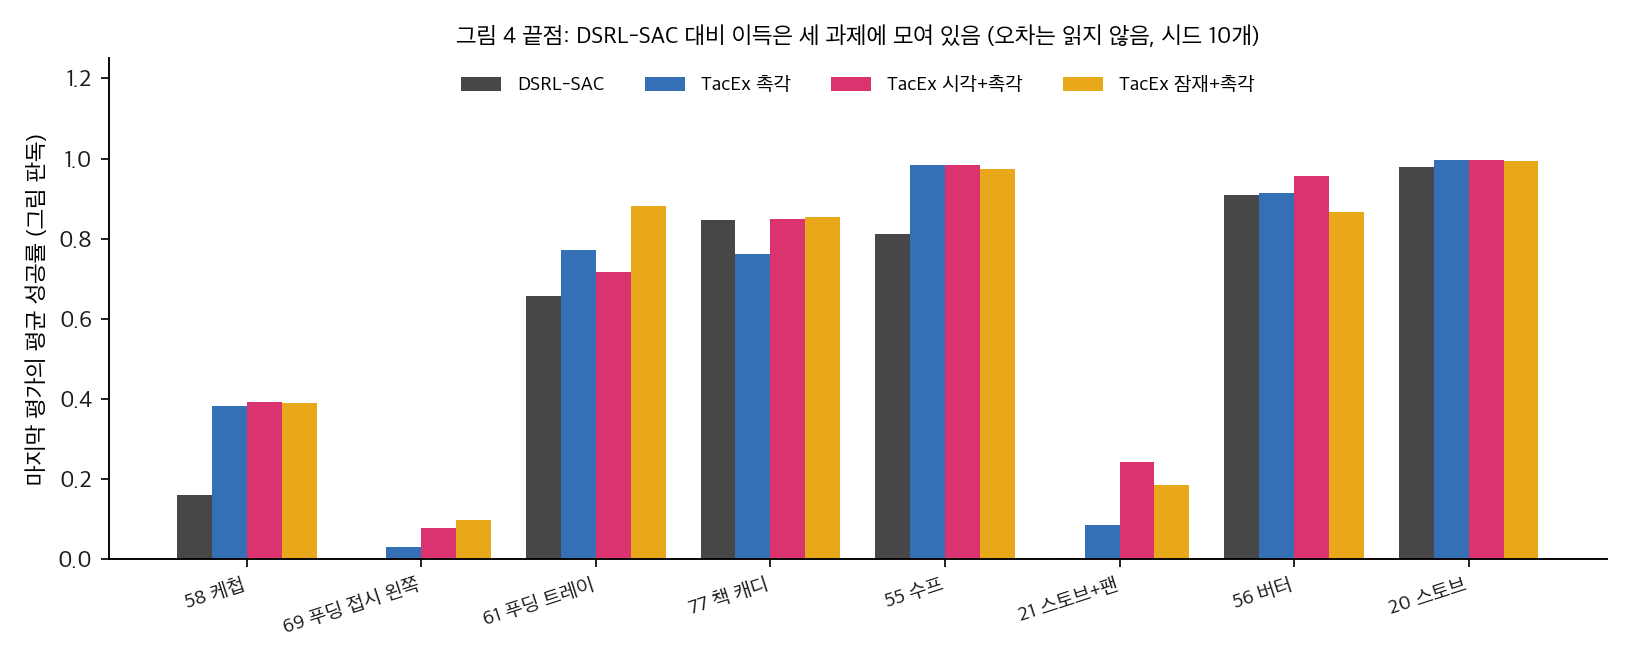 그림 4 끝점: DSRL-SAC 대비 이득은 세 과제에 모여 있음 (오차는 읽지 않음, 시드 10개)
DSRL-SAC
TacEx 촉각
TacEx 시각+촉각
TacEx 잠재+촉각
마지막 평가의 평균 성공률 (그림 판독)
1.2
1.0
0.8
0.6
0.4
0.2
0.0
58 케첩
69 푸딩 접시 왼쪽
61 푸딩 트레이
77 책 캐디
55 수프
21 스토브+팬
56 버터
20 스토브